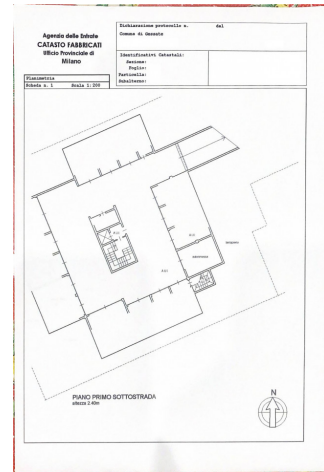 Agenzia delle Entrate
CATASTO FABBRICATI
Ufficio Provinciale di
Milano
Dichiarazione protocollo n. del
Comune di Garzate
Identificativi Catastali:
Sezione:
Foglio:
Particella:
Subalterno:
Planimetria
Scheda n. 1 Scala 1:200
PIANO PRIMO SOTTOSTRADA
altezza 2.40m
N